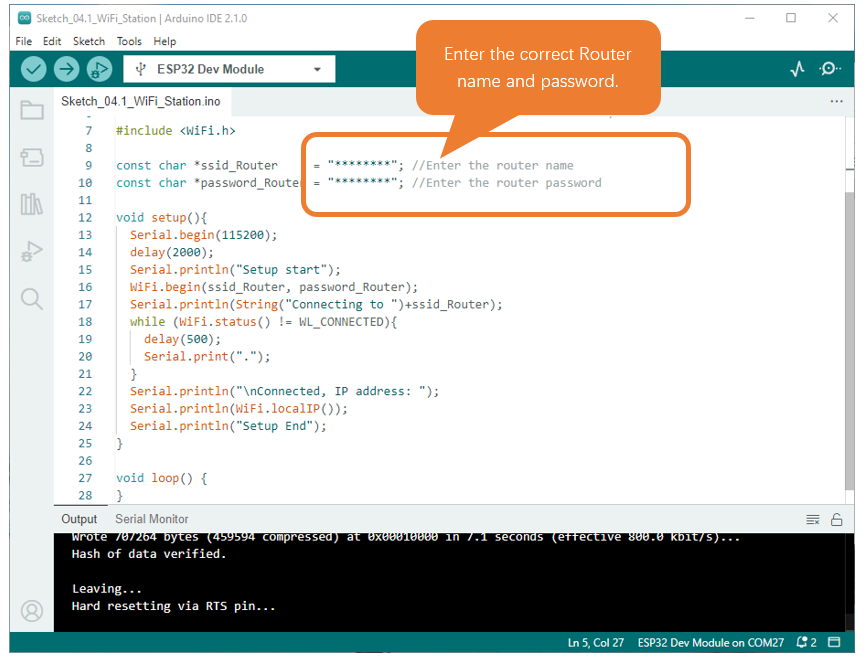 Sketch_04.1_WiFi_Station | Arduino IDE 2.1.0
File Edit Sketch Tools Help
ESP32 Dev Module
Enter the correct Router
name and password.
Sketch_04.1_WiFi_Station.ino
7 #include <WiFi.h>
8
9 const char *ssid_Router = "********"; //Enter the router name
10 const char *password_Router = "********"; //Enter the router password
11
12 void setup(){
13 Serial.begin(115200);
14 delay(2000);
15 Serial.println("Setup start");
16 WiFi.begin(ssid_Router, password_Router);
17 Serial.println(String("Connecting to ")+ssid_Router);
18 while (WiFi.status() != WL_CONNECTED){
19 delay(500);
20 Serial.print(".");
21 }
22 Serial.println("\nConnected, IP address: ");
23 Serial.println(WiFi.localIP());
24 Serial.println("Setup End");
25 }
26
27 void loop() {
28 }
Output Serial Monitor
Wrote 707264 bytes (459594 compressed) at 0x00010000 in 7.1 seconds (effective 800.0 kbit/s)...
Hash of data verified.
Leaving...
Hard resetting via RTS pin...
Ln 5, Col 27 ESP32 Dev Module on COM27 2